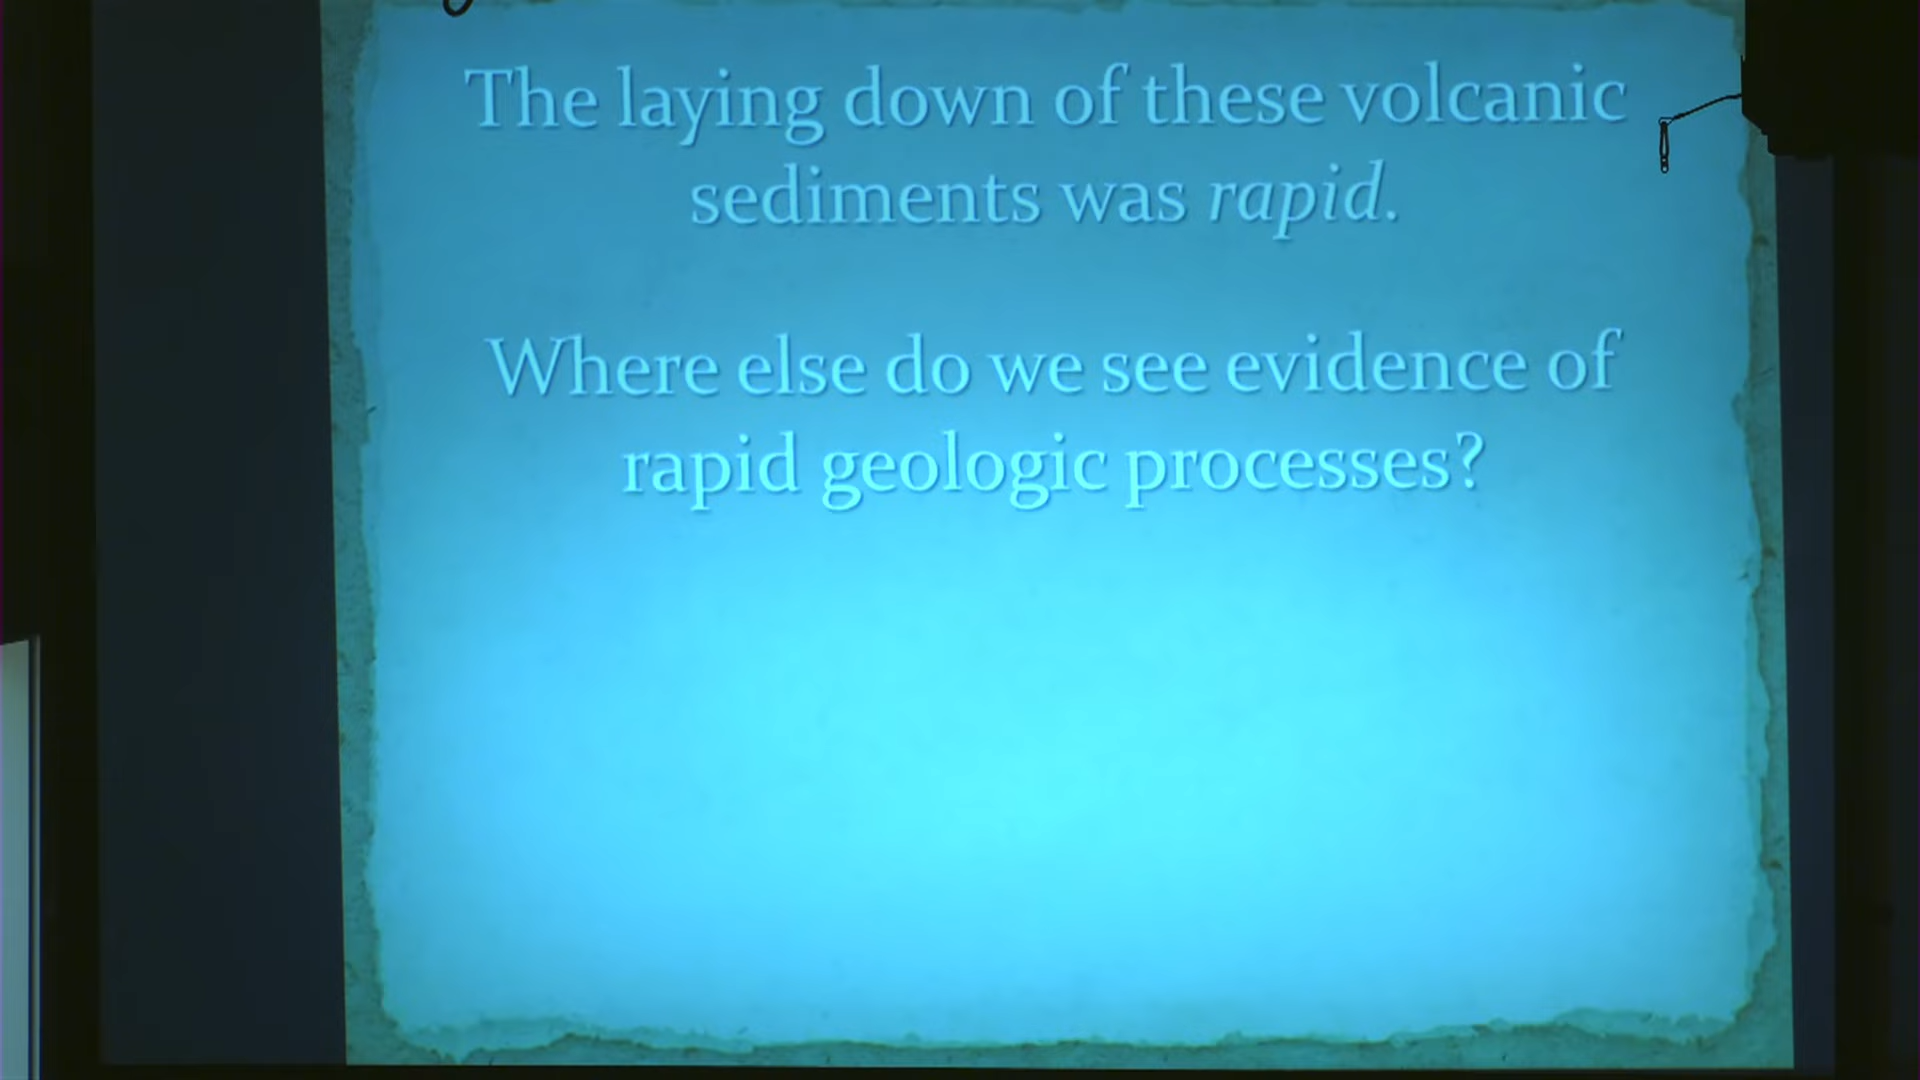 The laying down of these volcanic
sediments was rapid.
Where else do we see evidence of
rapid geologic processes?